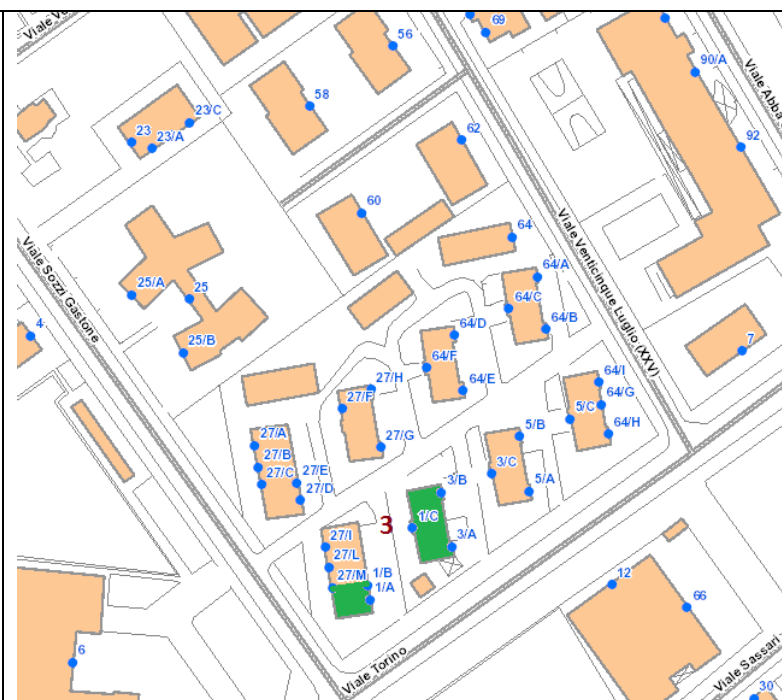 Viale Ve
69
56
90/A
Viale Abba
58
23/C
23
23/A
62
92
60
Viale Venticinque Luglio (XXV)
64
Viale Sozzi Gastone
64/A
25/A
25
64/C
4
64/B
64/D
25/B
7
64/F
64/I
27/H
64/E
27/F
64/G
5/C
27/A
5/B
64/H
27/G
27/B
3/C
27/C
27/E
5/A
27/D
3/B
1/C
3
27/I
3/A
27/L
27/M
1/B
12
1/A
66
6
Viale Torino
Viale Sassari
30